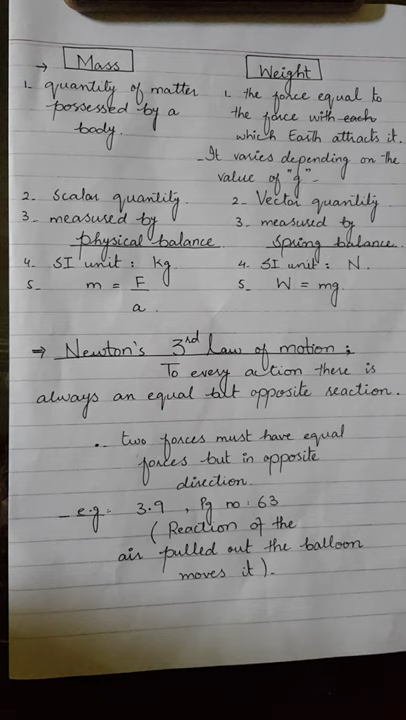 → Mass
1. quantity of matter
possessed by a
body.
2. Scalar quantity.
3- measured by
physical balance
4. SI unit : kg
5- m = F/a.
Weight
1. the force equal to
the force with each
which Earth attracts it.
- It varies depending on the
value of "g".
2- Vector quantity.
3- measured by
spring balance.
4. SI unit : N.
5. W = mg
→ Newton's 3rd Law of motion :
To every action there is
always an equal but opposite reaction.
two forces must have equal
forces but in opposite
direction.
- e.g: 3.9, Pg no : 63
( Reaction of the
air pulled out the balloon
moves it ).